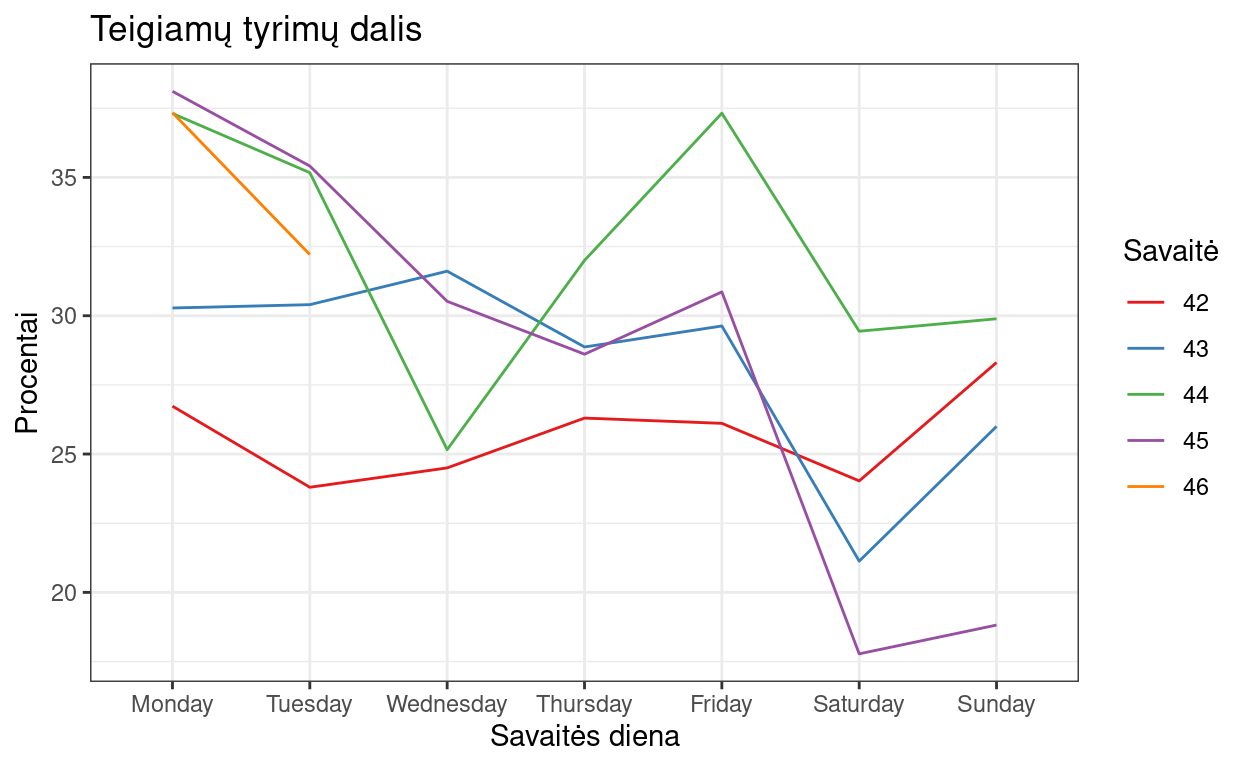 Teigiamų tyrimų dalis
Procentai
35
30
25
20
Monday
Tuesday
Wednesday
Thursday
Friday
Saturday
Sunday
Savaitės diena
Savaitė
42
43
44
45
46